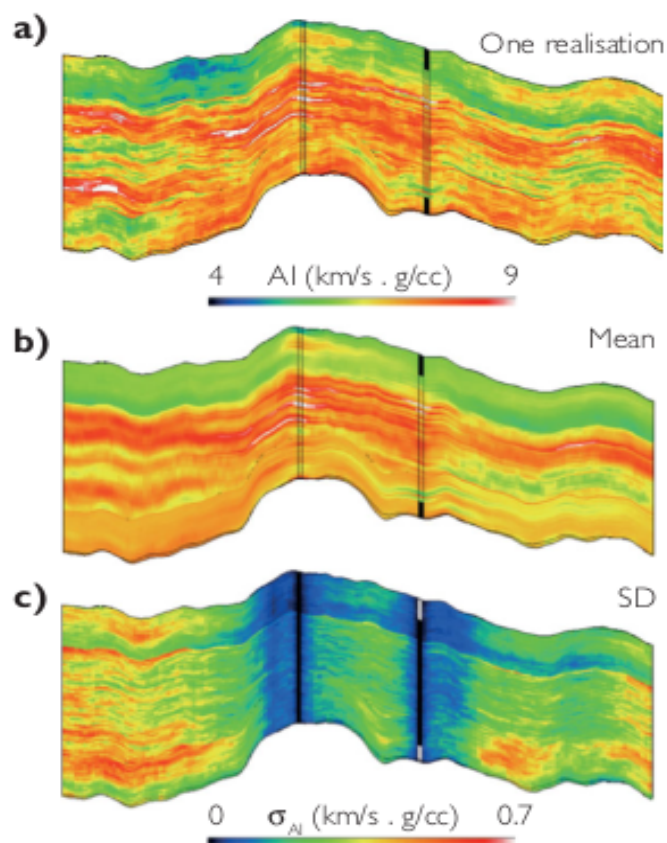 a)
One realisation
4 AI (km/s . g/cc) 9
b)
Mean
c)
SD
0 σAI (km/s . g/cc) 0.7